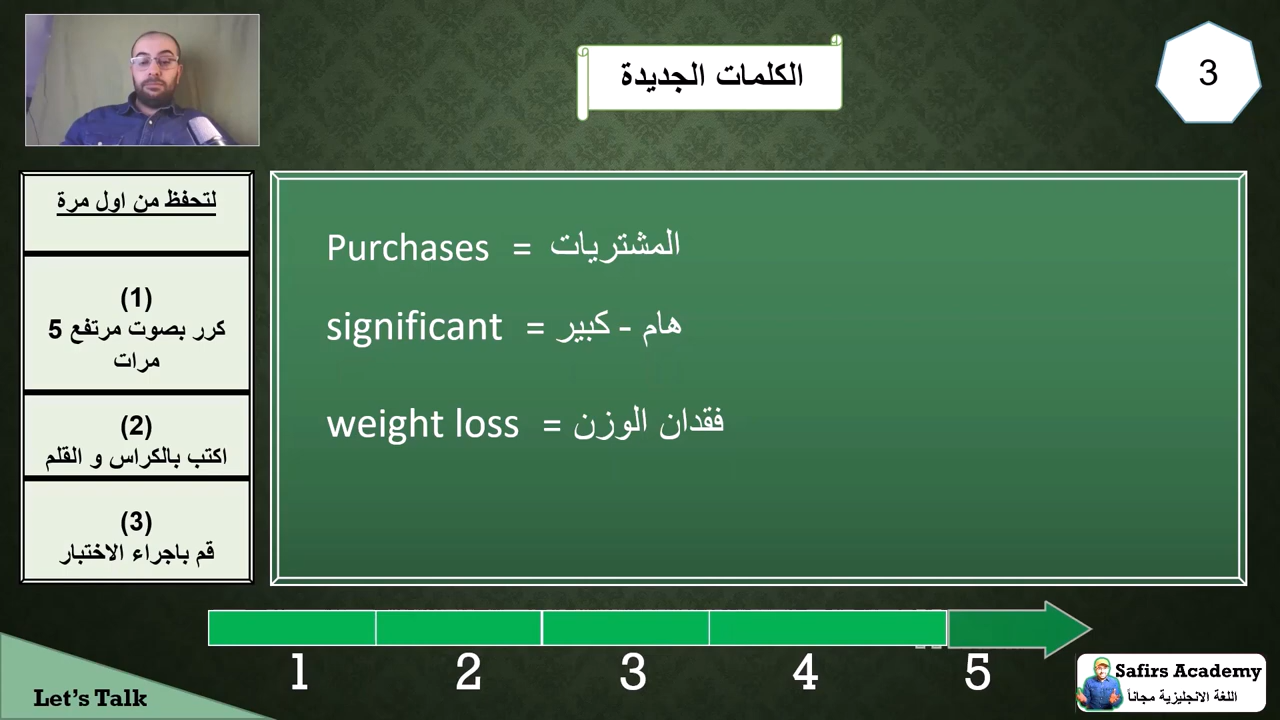 الكلمات الجديدة
3
لتحفظ من اول مرة
(1)
كرر بصوت مرتفع 5
مرات
(2)
اكتب بالكراس و القلم
(3)
قم باجراء الاختبار
Purchases = المشتريات
significant = هام - كبير
weight loss = فقدان الوزن
1 2 3 4 5
Let's Talk
Safirs Academy
اللغة الانجليزية مجاناً